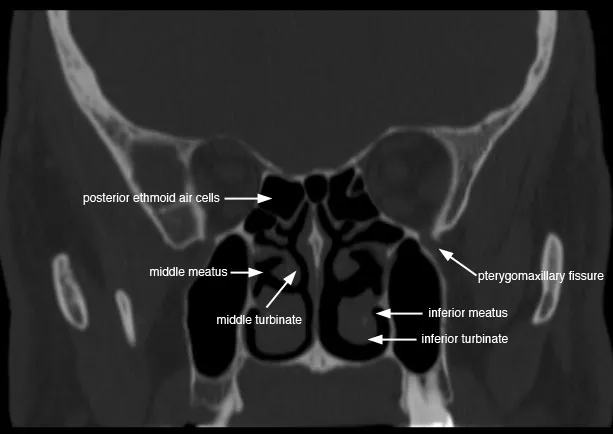 posterior ethmoid air cells
middle meatus
pterygomaxillary fissure
middle turbinate
inferior meatus
inferior turbinate